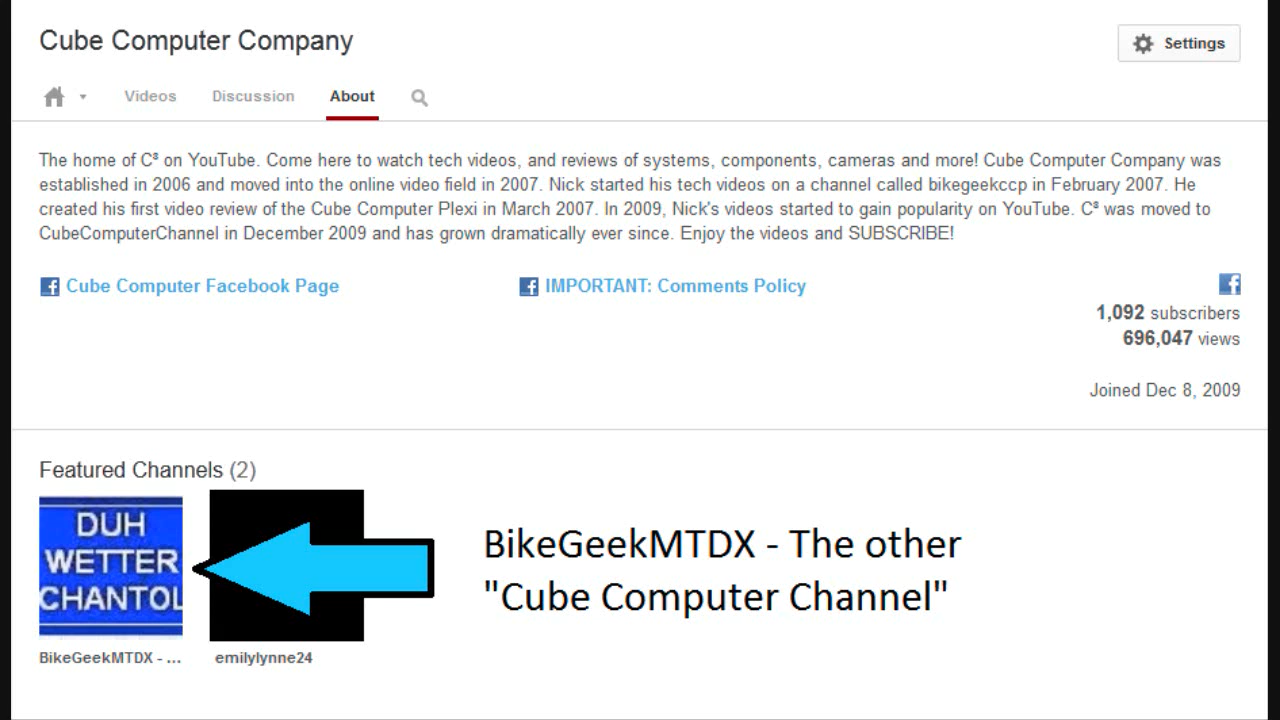 Cube Computer Company
Settings
Videos Discussion About
The home of C³ on YouTube. Come here to watch tech videos, and reviews of systems, components, cameras and more! Cube Computer Company was
established in 2006 and moved into the online video field in 2007. Nick started his tech videos on a channel called bikegeekccp in February 2007. He
created his first video review of the Cube Computer Plexi in March 2007. In 2009, Nick's videos started to gain popularity on YouTube. C³ was moved to
CubeComputerChannel in December 2009 and has grown dramatically ever since. Enjoy the videos and SUBSCRIBE!
Cube Computer Facebook Page IMPORTANT: Comments Policy
1,092 subscribers
696,047 views
Joined Dec 8, 2009
Featured Channels (2)
DUH
WETTER
CHANTOL
BikeGeekMTDX - The other
"Cube Computer Channel"
BikeGeekMTDX - ... emilylynne24